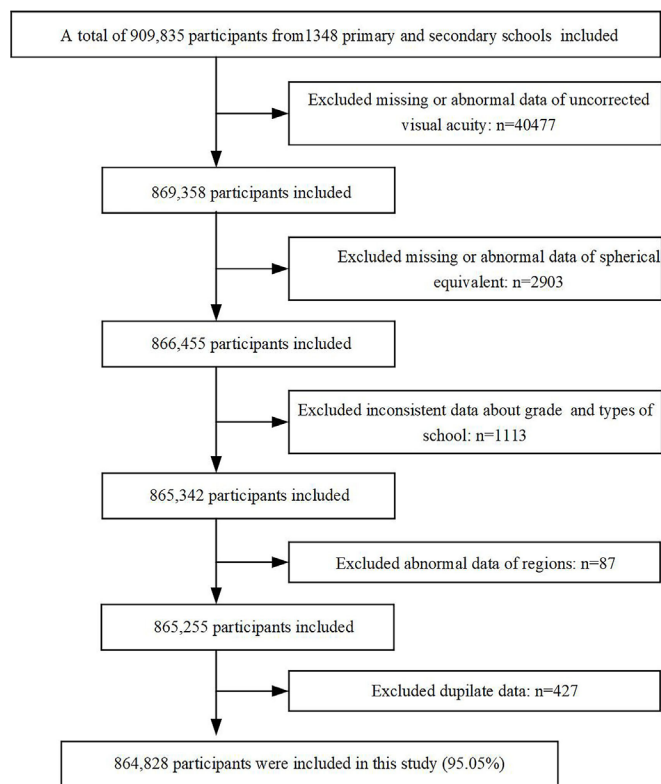 A total of 909,835 participants from1348 primary and secondary schools included
Excluded missing or abnormal data of uncorrected
visual acuity: n=40477
869,358 participants included
Excluded missing or abnormal data of spherical
equivalent: n=2903
866,455 participants included
Excluded inconsistent data about grade and types of
school: n=1113
865,342 participants included
Excluded abnormal data of regions: n=87
865,255 participants included
Excluded dupilate data: n=427
864,828 participants were included in this study (95.05%)